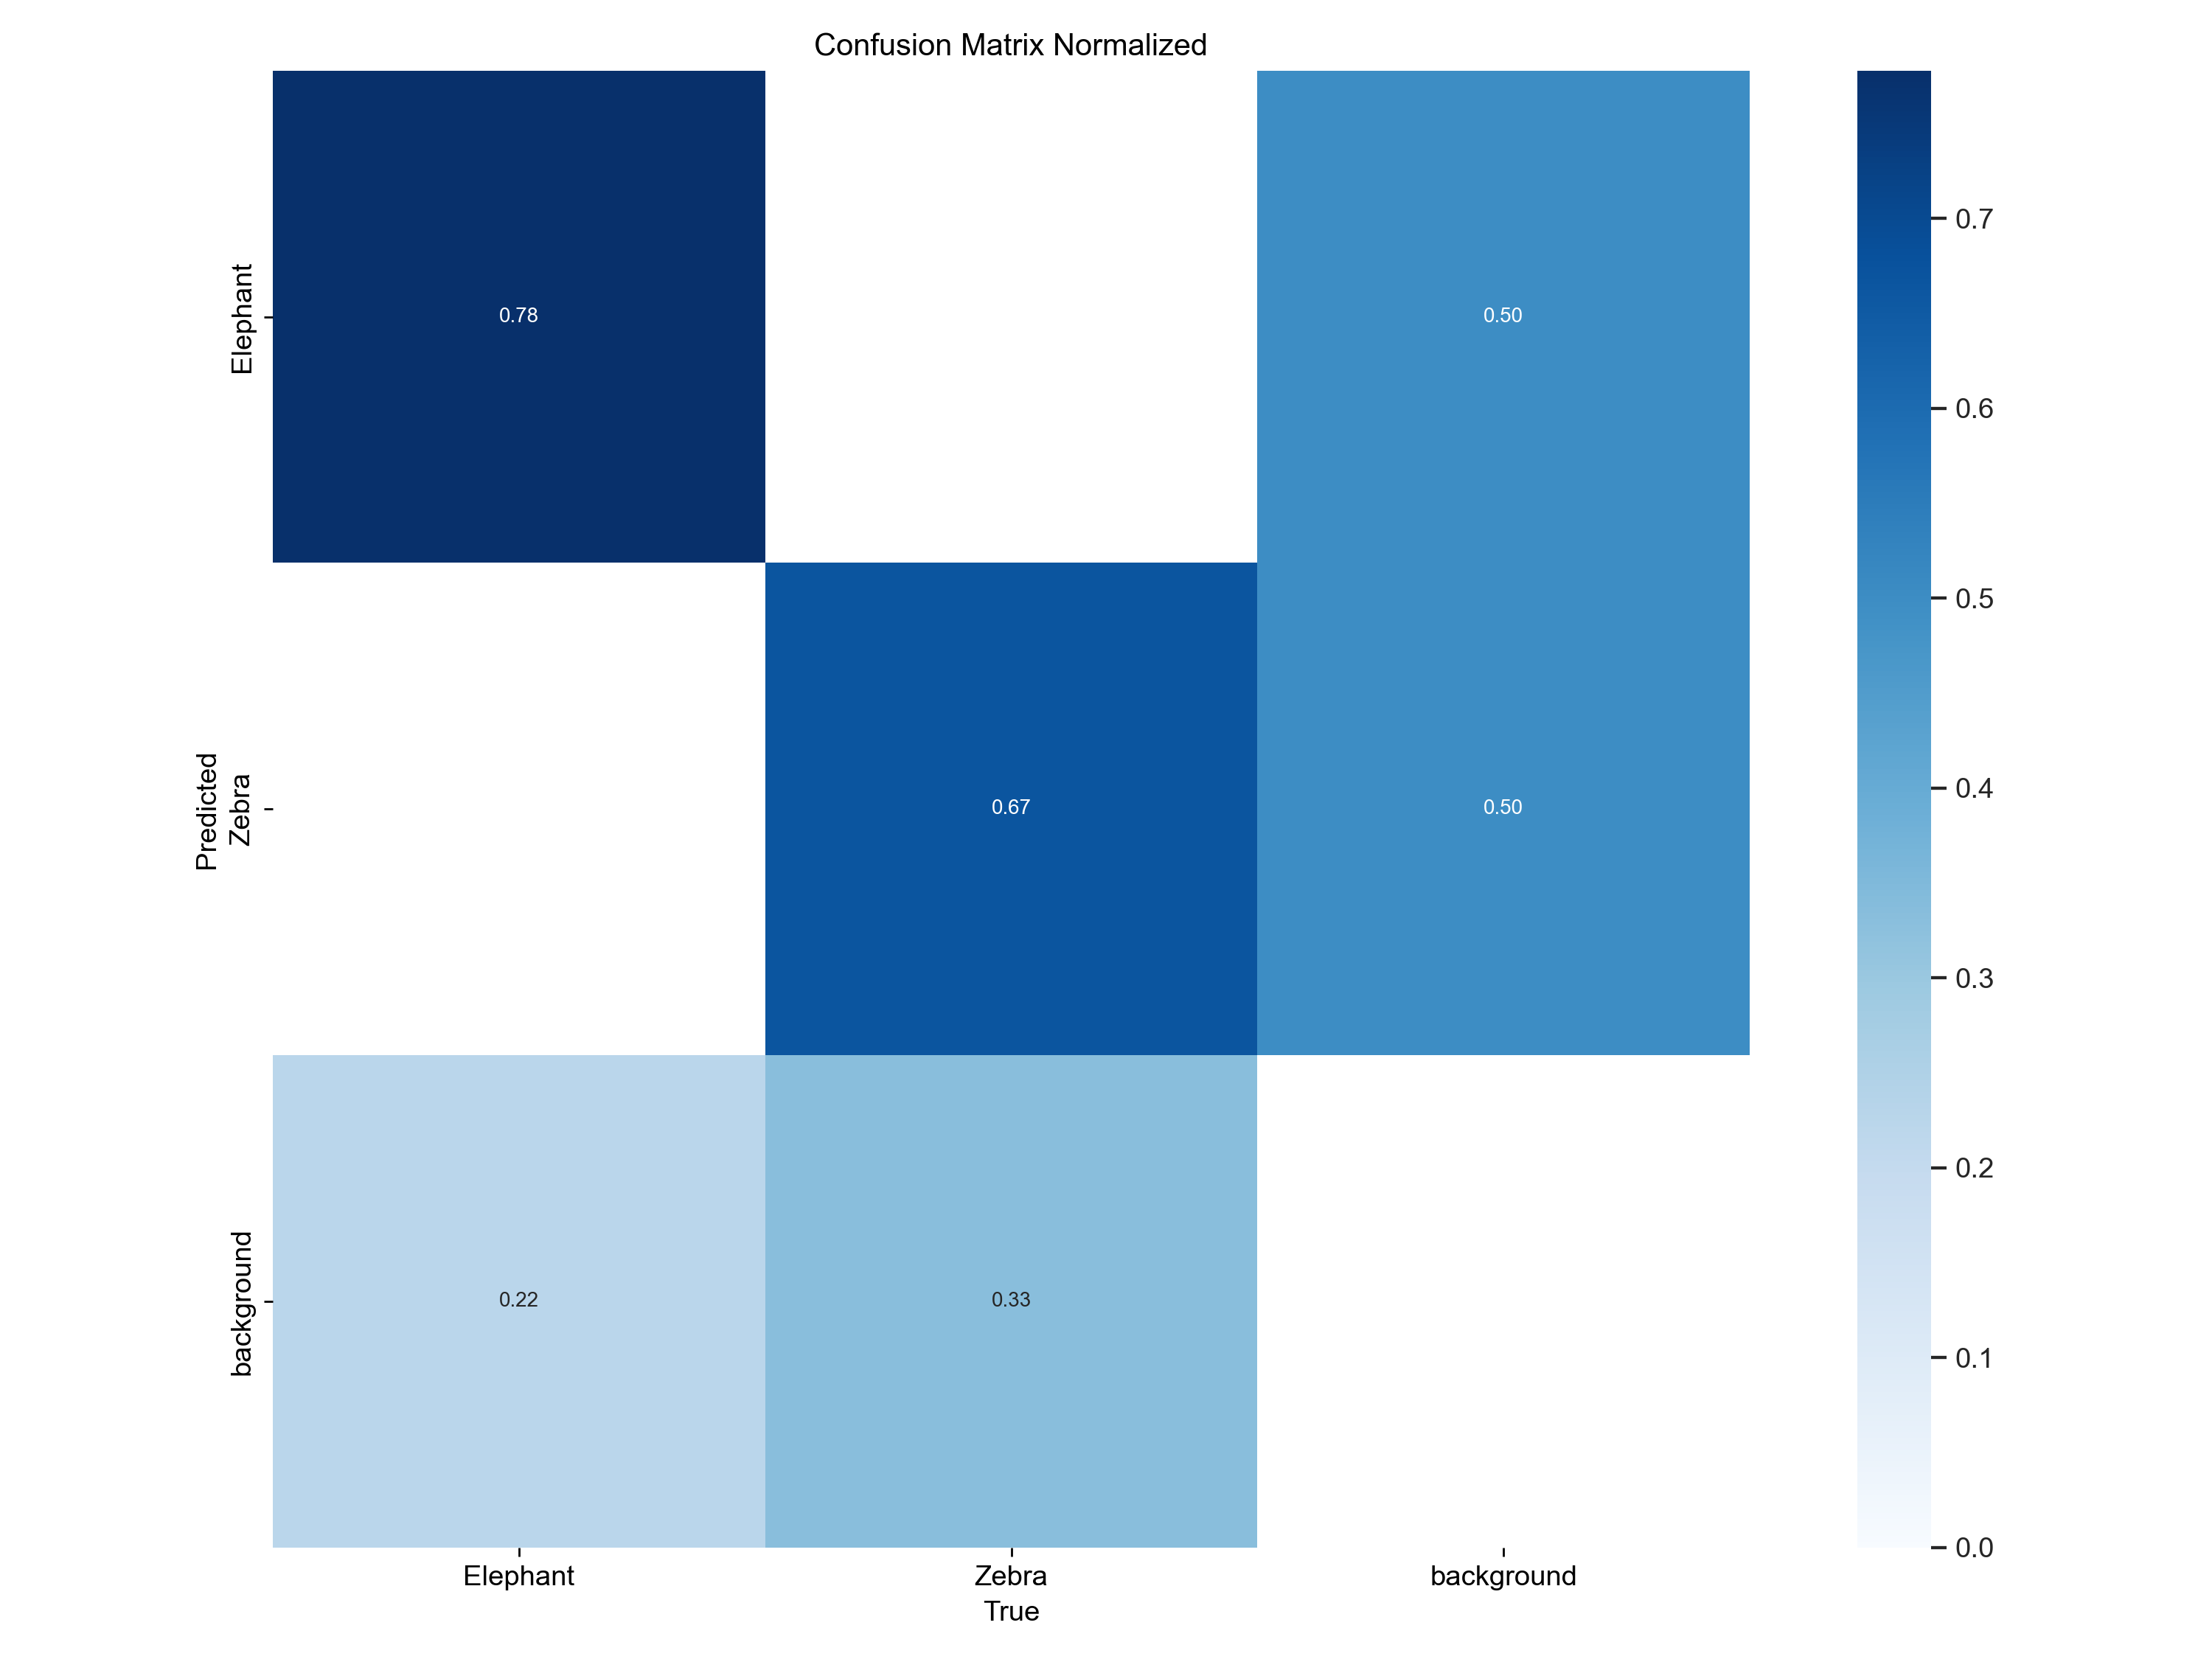 Confusion Matrix Normalized
Elephant
0.78
0.50
Predicted
Zebra
0.67
0.50
background
0.22
0.33
Elephant
Zebra
background
True
0.7
0.6
0.5
0.4
0.3
0.2
0.1
0.0